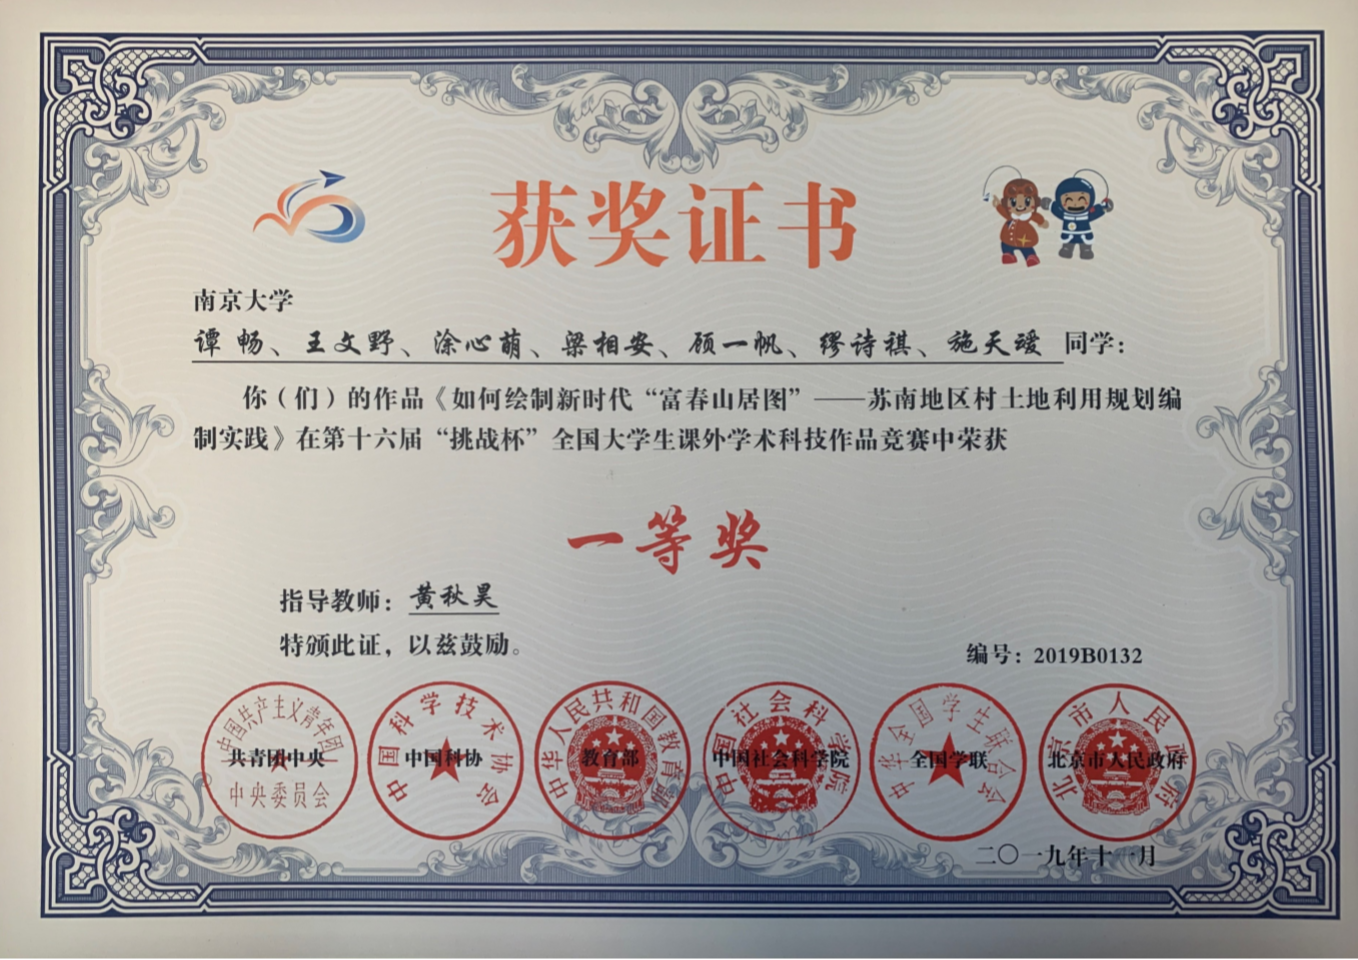 获奖证书
南京大学
谭畅、王文野、涂心萌、梁相安、顾一帆、缪诗祺、施天瑷 同学：
你（们）的作品《如何绘制新时代“富春山居图”——苏南地区村土地利用规划编
制实践》在第十六届“挑战杯”全国大学生课外学术科技作品竞赛中荣获
一等奖
指导教师：黄秋昊
特颁此证，以兹鼓励。
编号：2019B0132
中国共产主义青年团
中央委员会
共青团中央
中国科学技术协会
中国科协
中华人民共和国教育部
教育部
中国社会科学院
中国社会科学院
中华全国学生联合会
全国学联
北京市人民政府
北京市人民政府
二〇一九年十一月